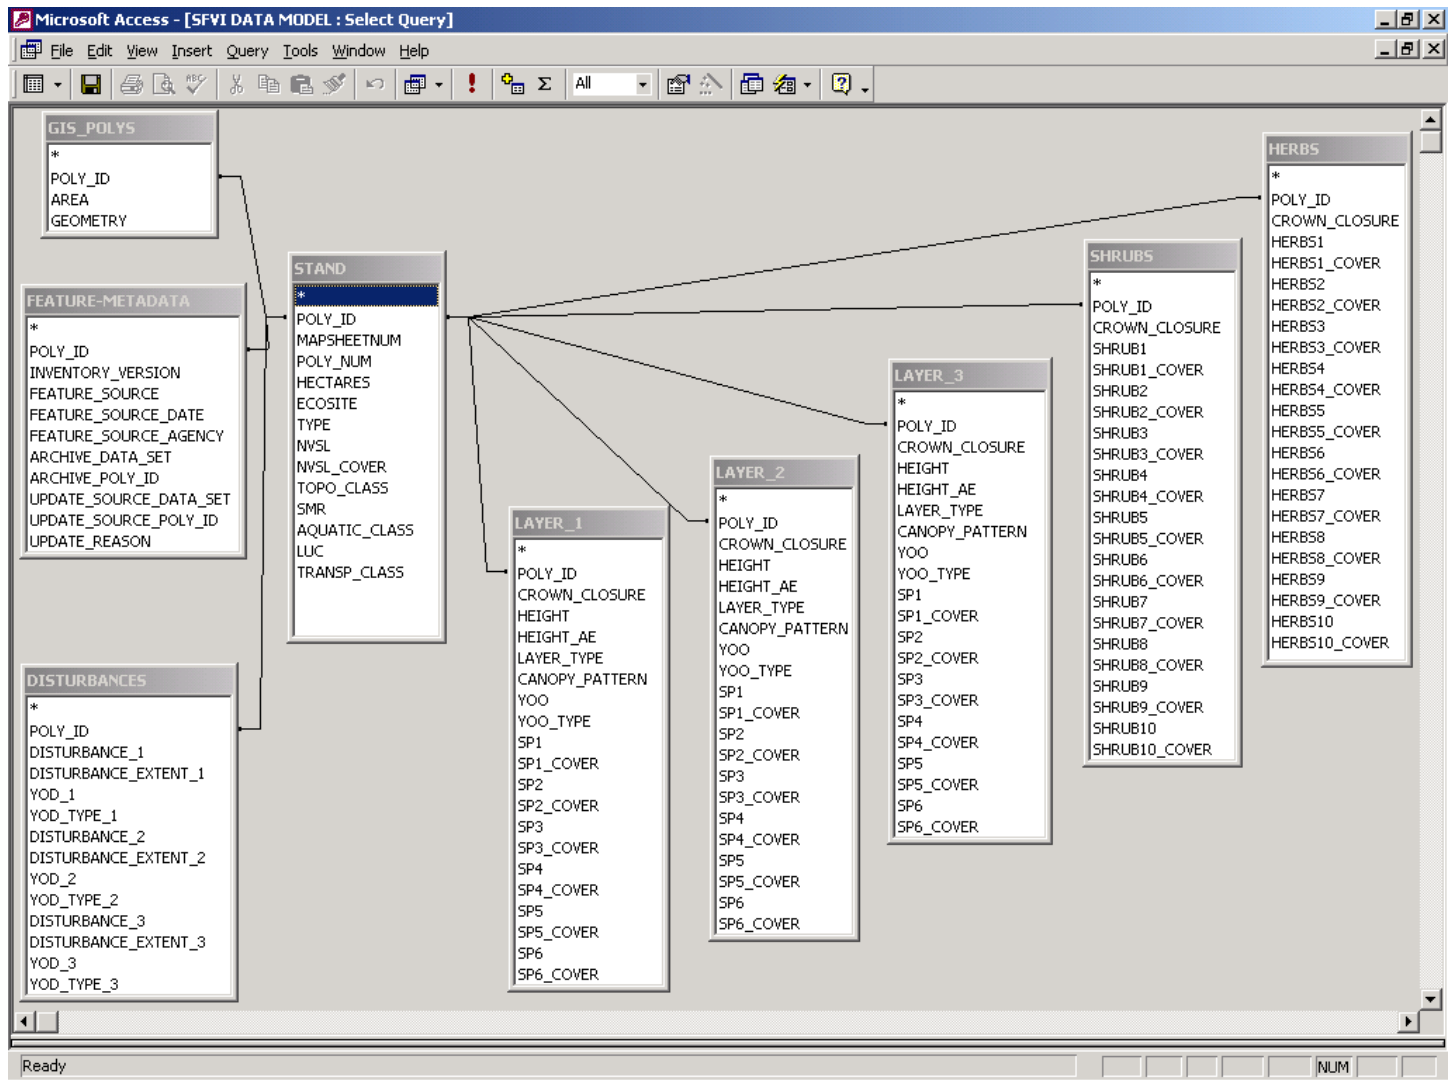 Microsoft Access - [SFVI DATA MODEL : Select Query]
File Edit View Insert Query Tools Window Help
All
GIS_POLYS
*
POLY_ID
AREA
GEOMETRY
FEATURE-METADATA
*
POLY_ID
INVENTORY_VERSION
FEATURE_SOURCE
FEATURE_SOURCE_DATE
FEATURE_SOURCE_AGENCY
ARCHIVE_DATA_SET
ARCHIVE_POLY_ID
UPDATE_SOURCE_DATA_SET
UPDATE_SOURCE_POLY_ID
UPDATE_REASON
DISTURBANCES
*
POLY_ID
DISTURBANCE_1
DISTURBANCE_EXTENT_1
YOD_1
YOD_TYPE_1
DISTURBANCE_2
DISTURBANCE_EXTENT_2
YOD_2
YOD_TYPE_2
DISTURBANCE_3
DISTURBANCE_EXTENT_3
YOD_3
YOD_TYPE_3
STAND
*
POLY_ID
MAPSHEETNUM
POLY_NUM
HECTARES
ECOSITE
TYPE
NVSL
NVSL_COVER
TOPO_CLASS
SMR
AQUATIC_CLASS
LUC
TRANSP_CLASS
LAYER_1
*
POLY_ID
CROWN_CLOSURE
HEIGHT
HEIGHT_AE
LAYER_TYPE
CANOPY_PATTERN
YOO
YOO_TYPE
SP1
SP1_COVER
SP2
SP2_COVER
SP3
SP3_COVER
SP4
SP4_COVER
SP5
SP5_COVER
SP6
SP6_COVER
LAYER_2
*
POLY_ID
CROWN_CLOSURE
HEIGHT
HEIGHT_AE
LAYER_TYPE
CANOPY_PATTERN
YOO
YOO_TYPE
SP1
SP1_COVER
SP2
SP2_COVER
SP3
SP3_COVER
SP4
SP4_COVER
SP5
SP5_COVER
SP6
SP6_COVER
LAYER_3
*
POLY_ID
CROWN_CLOSURE
HEIGHT
HEIGHT_AE
LAYER_TYPE
CANOPY_PATTERN
YOO
YOO_TYPE
SP1
SP1_COVER
SP2
SP2_COVER
SP3
SP3_COVER
SP4
SP4_COVER
SP5
SP5_COVER
SP6
SP6_COVER
SHRUBS
*
POLY_ID
CROWN_CLOSURE
SHRUB1
SHRUB1_COVER
SHRUB2
SHRUB2_COVER
SHRUB3
SHRUB3_COVER
SHRUB4
SHRUB4_COVER
SHRUB5
SHRUB5_COVER
SHRUB6
SHRUB6_COVER
SHRUB7
SHRUB7_COVER
SHRUB8
SHRUB8_COVER
SHRUB9
SHRUB9_COVER
SHRUB10
SHRUB10_COVER
HERBS
*
POLY_ID
CROWN_CLOSURE
HERBS1
HERBS1_COVER
HERBS2
HERBS2_COVER
HERBS3
HERBS3_COVER
HERBS4
HERBS4_COVER
HERBS5
HERBS5_COVER
HERBS6
HERBS6_COVER
HERBS7
HERBS7_COVER
HERBS8
HERBS8_COVER
HERBS9
HERBS9_COVER
HERBS10
HERBS10_COVER
Ready
NUM